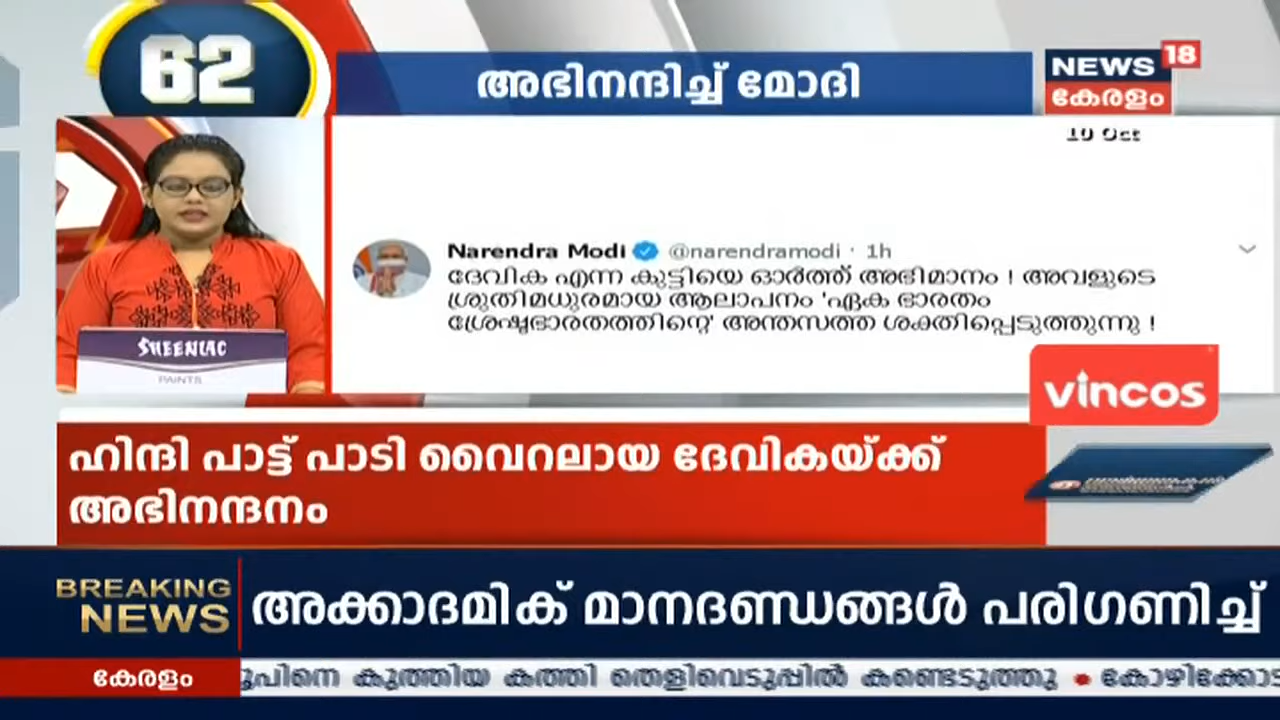 62
അഭിനന്ദിച്ച് മോദി
NEWS 18
കേരളം
10 Oct
Narendra Modi @narendramodi · 1h
ദേവിക എന്ന കുട്ടിയെ ഓർത്ത് അഭിമാനം ! അവളുടെ
ശ്രുതിമധുരമായ ആലാപനം 'ഏക ഭാരതം
ശ്രേഷ്ഠഭാരതത്തിന്റെ' അന്തസത്ത ശക്തിപ്പെടുത്തുന്നു !
SHEENLAC
PAINTS
vincos
ഹിന്ദി പാട്ട് പാടി വൈറലായ ദേവികയ്ക്ക്
അഭിനന്ദനം
BREAKING
NEWS
അക്കാദമിക് മാനദണ്ഡങ്ങൾ പരിഗണിച്ച്
കേരളം
കുത്തിയ കത്തി തെളിവെടുപ്പിൽ കണ്ടെടുത്തു